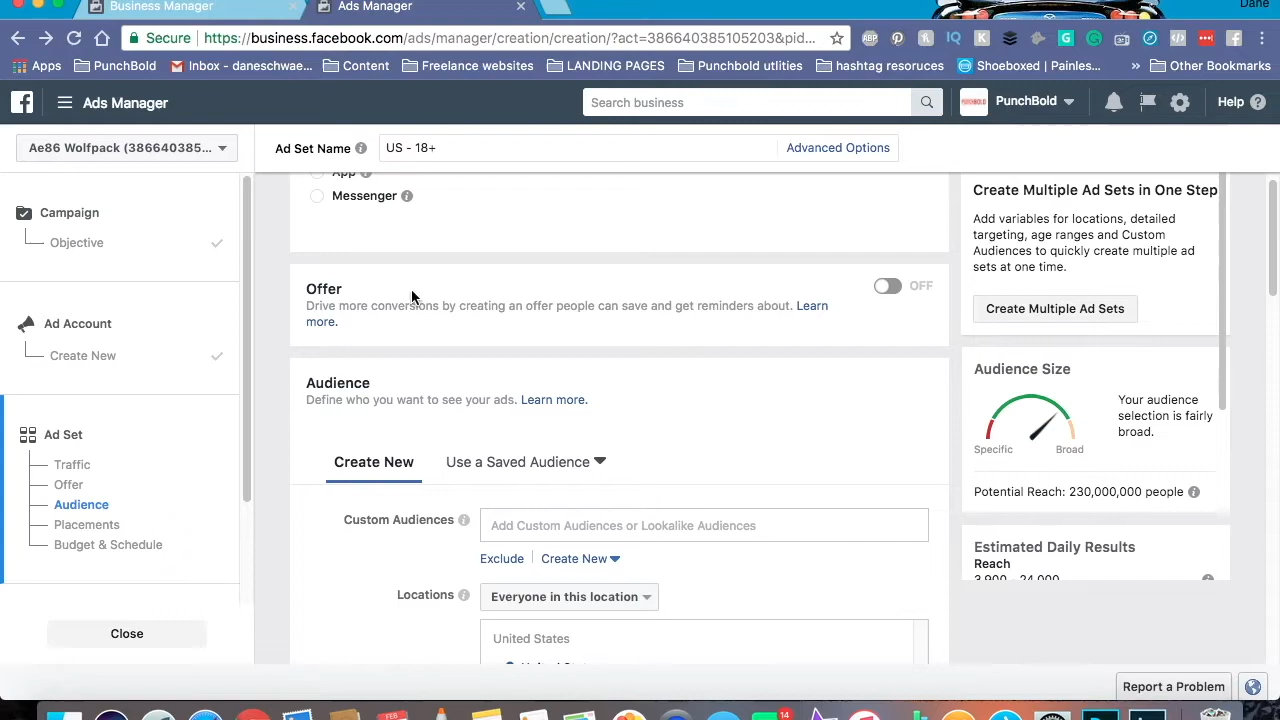 Dane
Business Manager
Ads Manager
Secure
https://business.facebook.com/ads/manager/creation/creation/?act=386640385105203&pid...
Apps
PunchBold
Inbox - daneschwae...
Content
Freelance websites
LANDING PAGES
Punchbold utlities
hashtag resoruces
Shoeboxed | Painles...
»
Other Bookmarks
Ads Manager
Search business
PunchBold
Help
Ae86 Wolfpack (386640385...
Ad Set Name
US - 18+
Advanced Options
Campaign
Objective
Ad Account
Create New
Ad Set
Traffic
Offer
Audience
Placements
Budget & Schedule
Close
App
Messenger
Offer
Drive more conversions by creating an offer people can save and get reminders about. Learn
more.
OFF
Audience
Define who you want to see your ads. Learn more.
Create New
Use a Saved Audience
Custom Audiences
Add Custom Audiences or Lookalike Audiences
Exclude
Create New
Locations
Everyone in this location
United States
United States
Create Multiple Ad Sets in One Step
Add variables for locations, detailed
targeting, age ranges and Custom
Audiences to quickly create multiple ad
sets at one time.
Create Multiple Ad Sets
Audience Size
Specific
Broad
Your audience
selection is fairly
broad.
Potential Reach: 230,000,000 people
Estimated Daily Results
Reach
3,900 - 24,000
Report a Problem
FEB
14